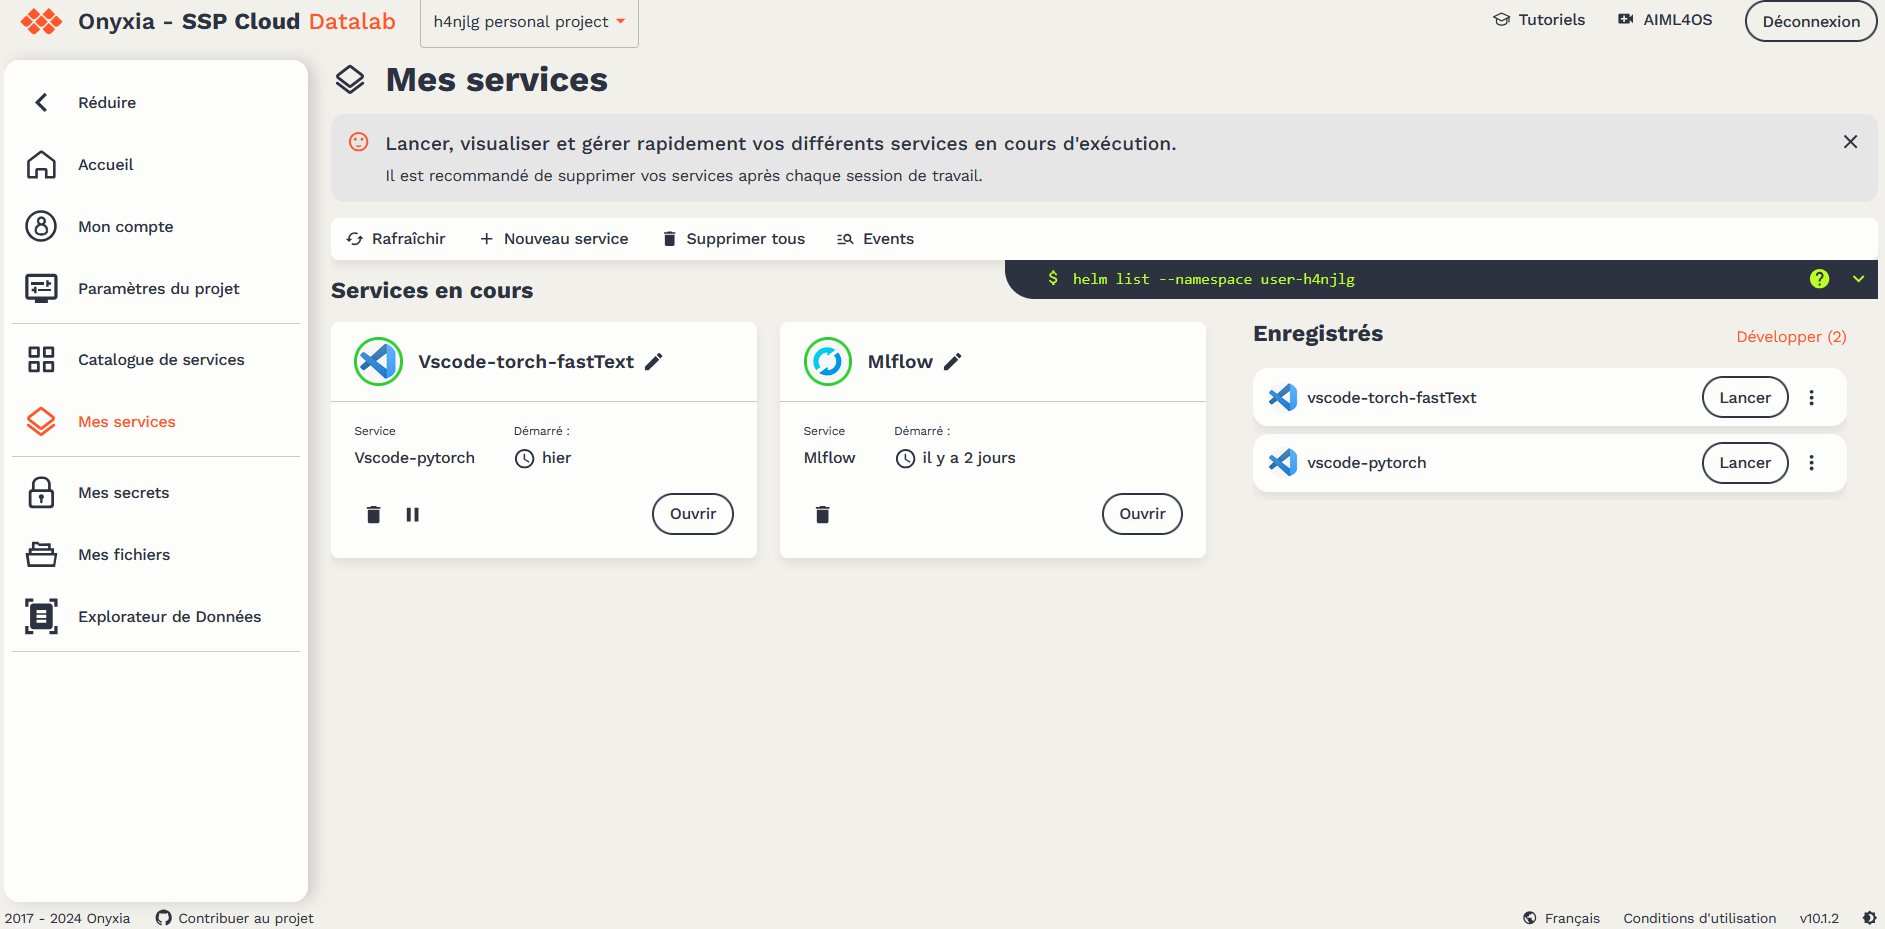 Onyxia - SSP Cloud Datalab
h4njlg personal project
Tutoriels
AIML4OS
Déconnexion
Réduire
Accueil
Mon compte
Paramètres du projet
Catalogue de services
Mes services
Mes secrets
Mes fichiers
Explorateur de Données
Mes services
Lancer, visualiser et gérer rapidement vos différents services en cours d'exécution.
Il est recommandé de supprimer vos services après chaque session de travail.
Rafraîchir
Nouveau service
Supprimer tous
Events
$ helm list --namespace user-h4njlg
?
Services en cours
Vscode-torch-fastText
Service
Démarré :
Vscode-pytorch
hier
Ouvrir
Mlflow
Service
Démarré :
Mlflow
il y a 2 jours
Ouvrir
Enregistrés
Développer (2)
vscode-torch-fastText
Lancer
vscode-pytorch
Lancer
2017 - 2024 Onyxia
Contribuer au projet
Français
Conditions d'utilisation
v10.1.2